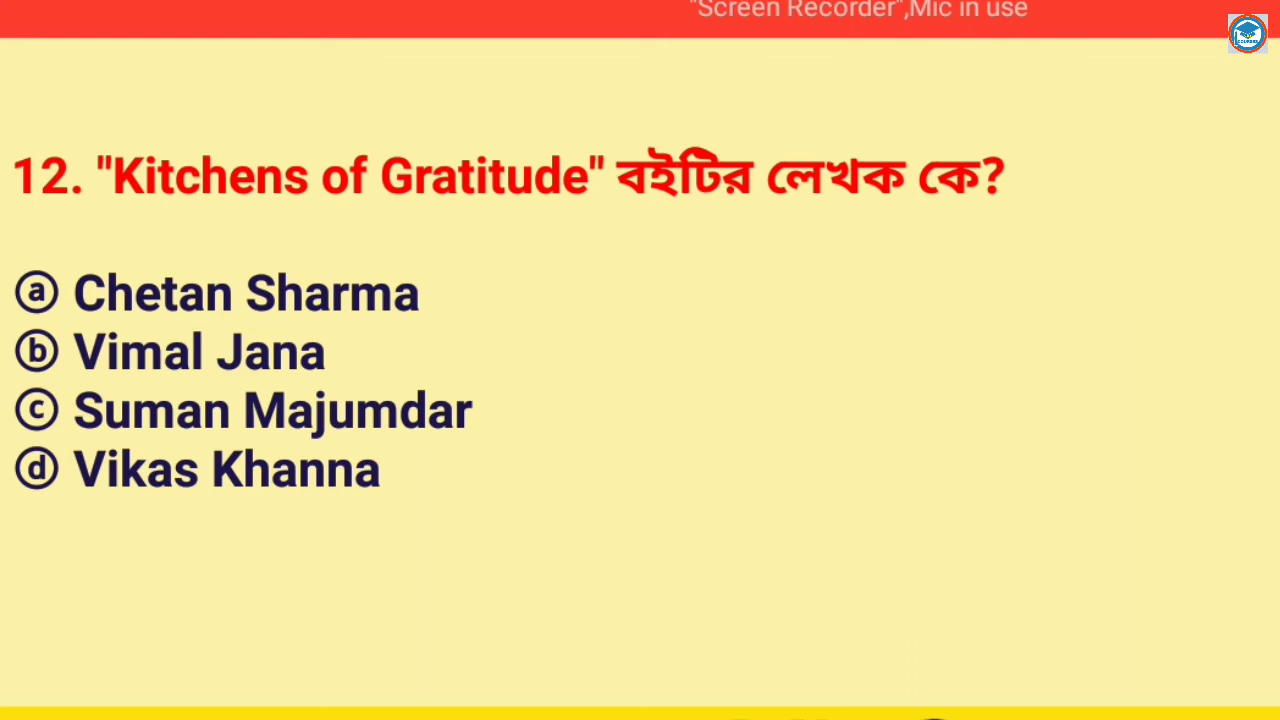 "Screen Recorder",Mic in use
COURSES
12. "Kitchens of Gratitude" বইটির লেখক কে?
ⓐ Chetan Sharma
ⓑ Vimal Jana
ⓒ Suman Majumdar
ⓓ Vikas Khanna